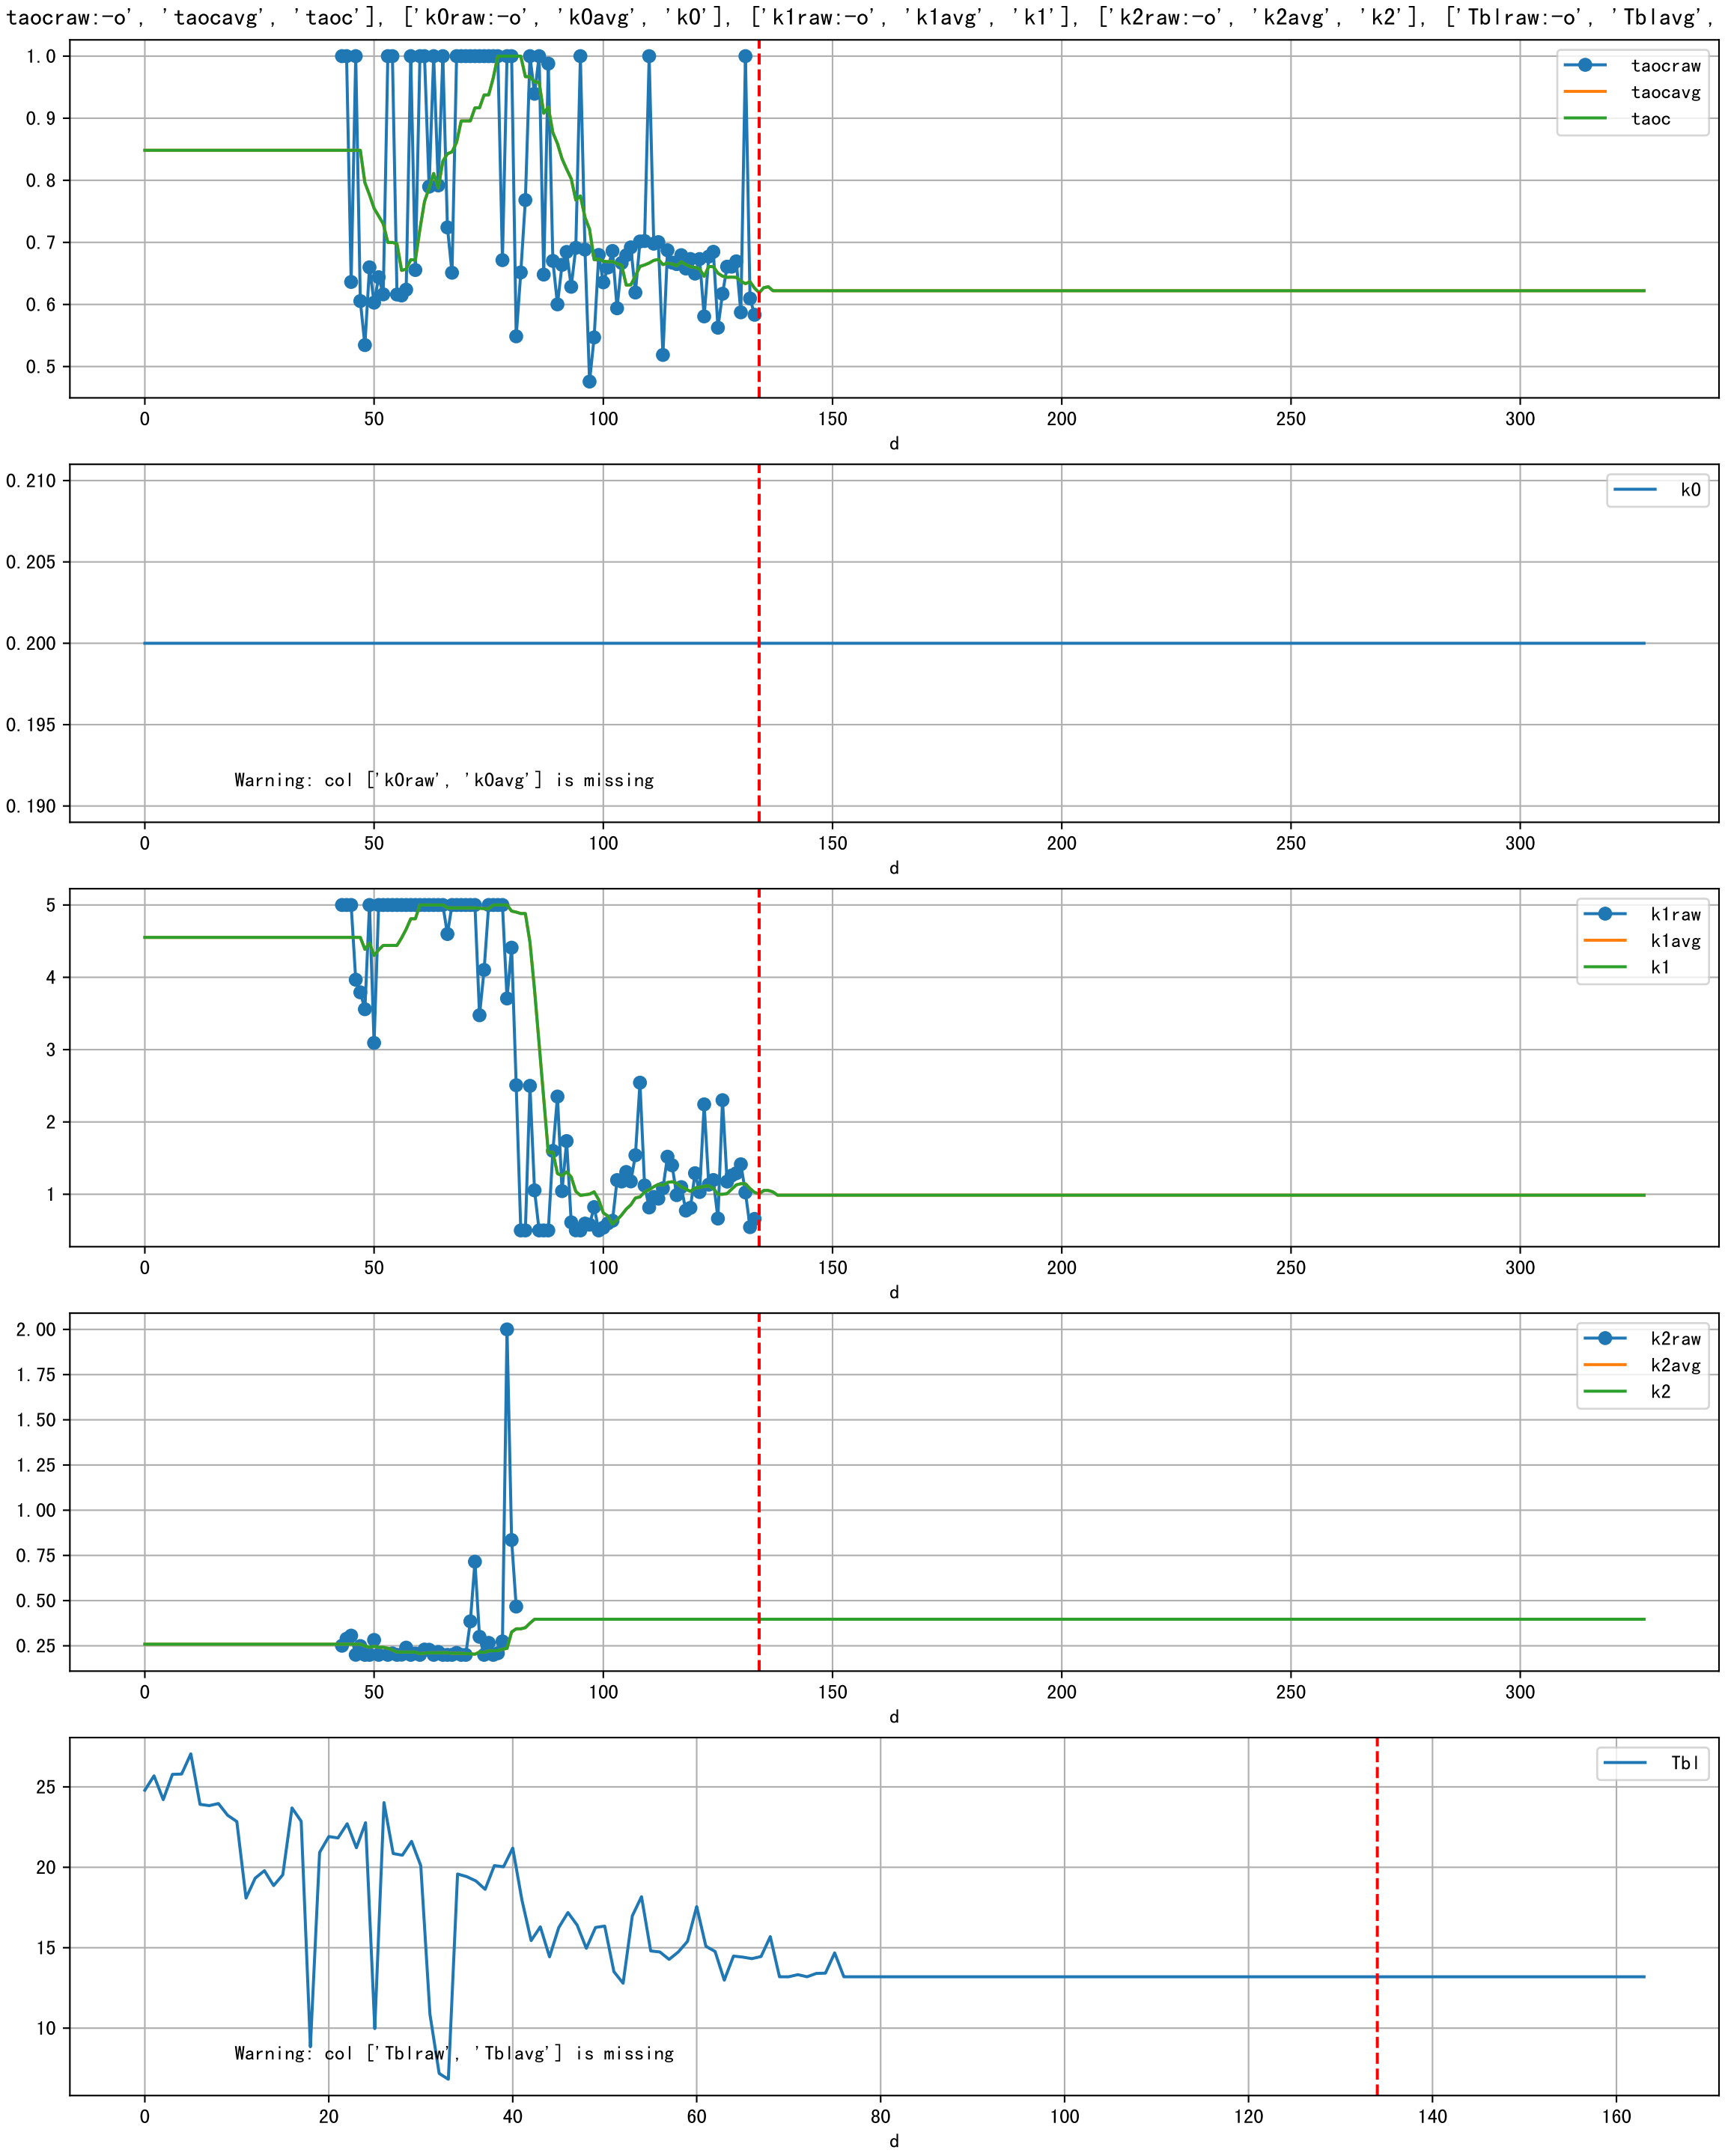 taocraw:-o', 'taocavg', 'taoc'], ['k0raw:-o', 'k0avg', 'k0'], ['k1raw:-o', 'k1avg', 'k1'], ['k2raw:-o', 'k2avg', 'k2'], ['Tblraw:-o', 'Tblavg',
1.0
0.9
0.8
0.7
0.6
0.5
taocraw
taocavg
taoc
0 50 100 150 200 250 300
d
0.210
0.205
0.200
0.195
0.190
k0
Warning: col ['k0raw', 'k0avg'] is missing
0 50 100 150 200 250 300
d
5
4
3
2
1
k1raw
k1avg
k1
0 50 100 150 200 250 300
d
2.00
1.75
1.50
1.25
1.00
0.75
0.50
0.25
k2raw
k2avg
k2
0 50 100 150 200 250 300
d
25
20
15
10
Tbl
Warning: col ['Tblraw', 'Tblavg'] is missing
0 20 40 60 80 100 120 140 160
d